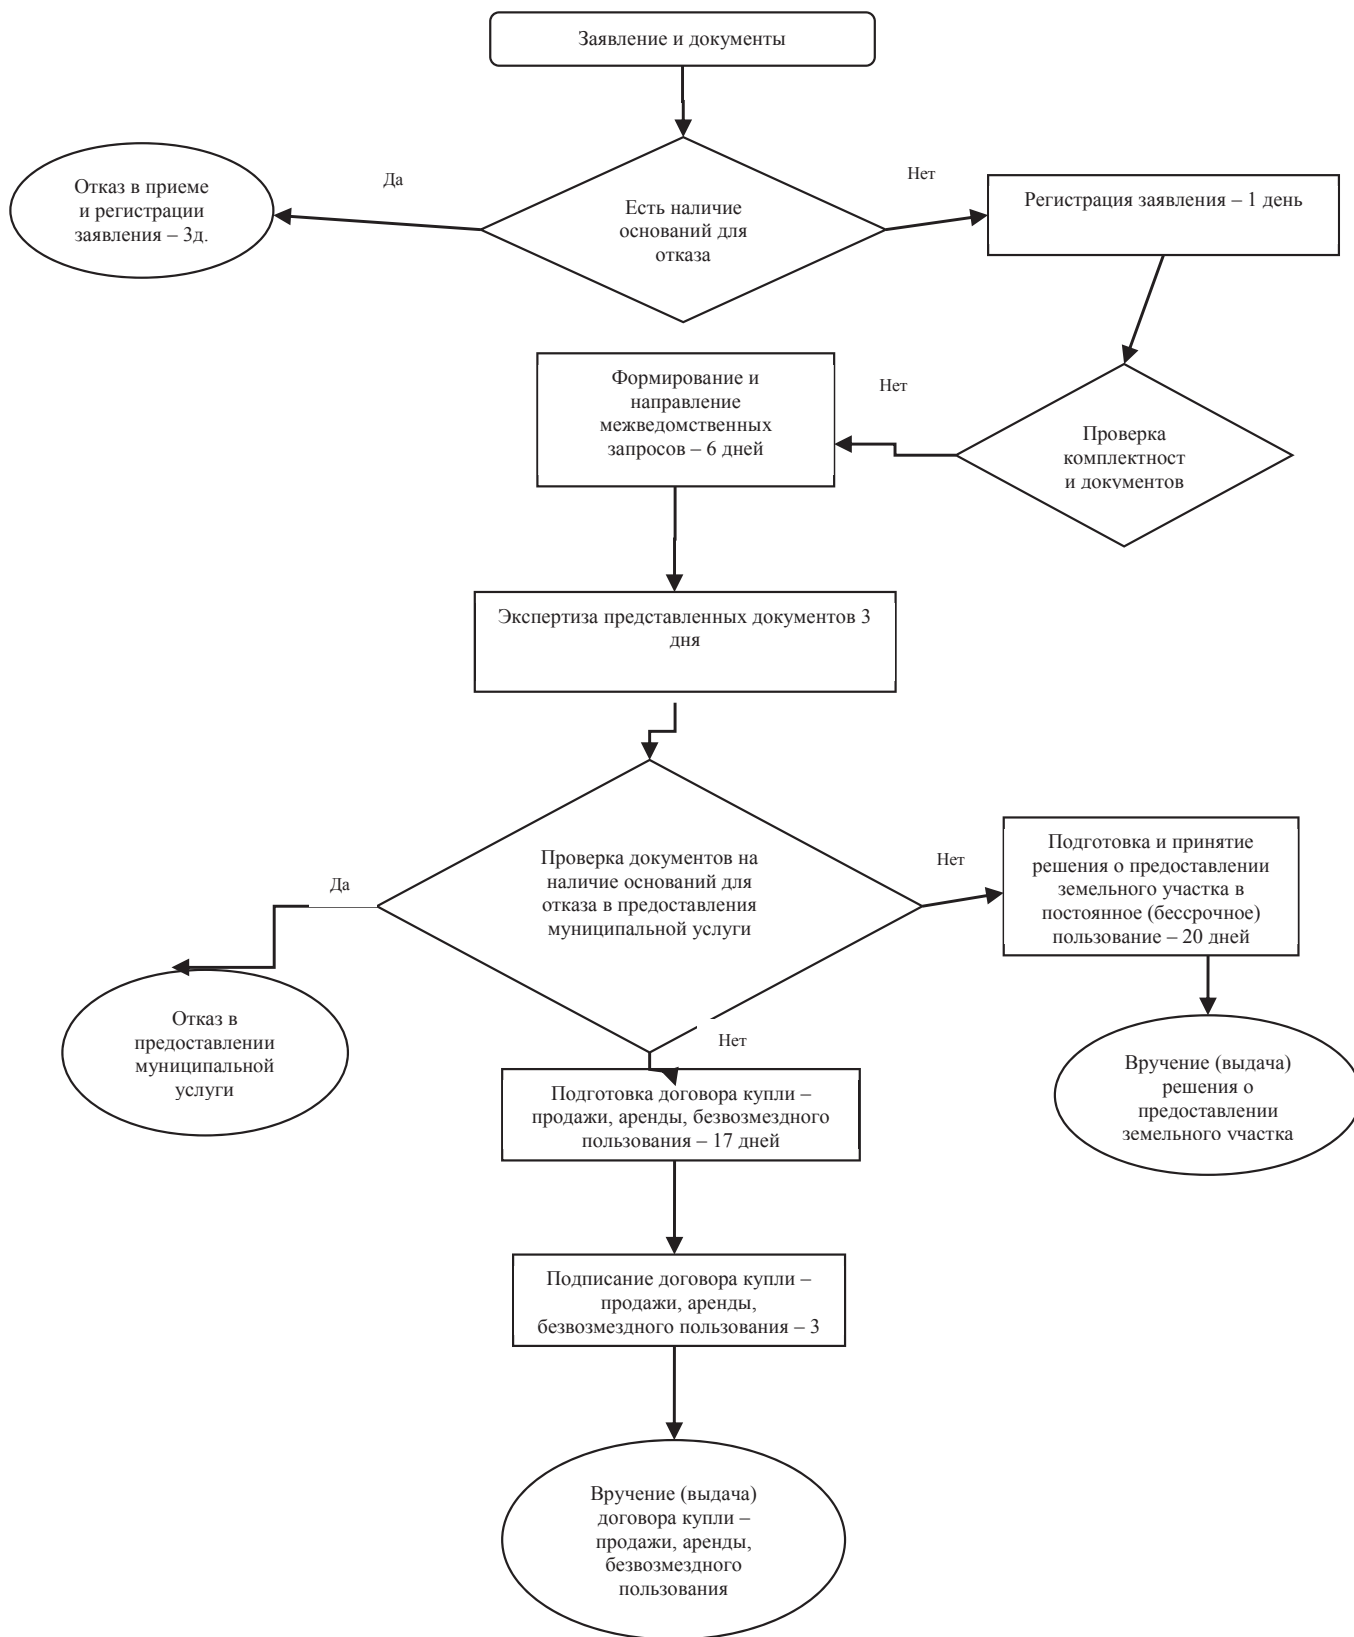 Заявление и документы
Да
Нет
Отказ в приеме
и регистрации
заявления – 3д.
Есть наличие
оснований для
отказа
Регистрация заявления – 1 день
Формирование и
направление
межведомственных
запросов – 6 дней
Нет
Проверка
комплектност
и документов
Экспертиза представленных документов 3
дня
Да
Проверка документов на
наличие оснований для
отказа в предоставления
муниципальной услуги
Нет
Подготовка и принятие
решения о предоставлении
земельного участка в
постоянное (бессрочное)
пользование – 20 дней
Отказ в
предоставлении
муниципальной
услуги
Нет
Вручение (выдача)
решения о
предоставлении
земельного участка
Подготовка договора купли –
продажи, аренды, безвозмездного
пользования – 17 дней
Подписание договора купли –
продажи, аренды,
безвозмездного пользования – 3
Вручение (выдача)
договора купли –
продажи, аренды,
безвозмездного
пользования